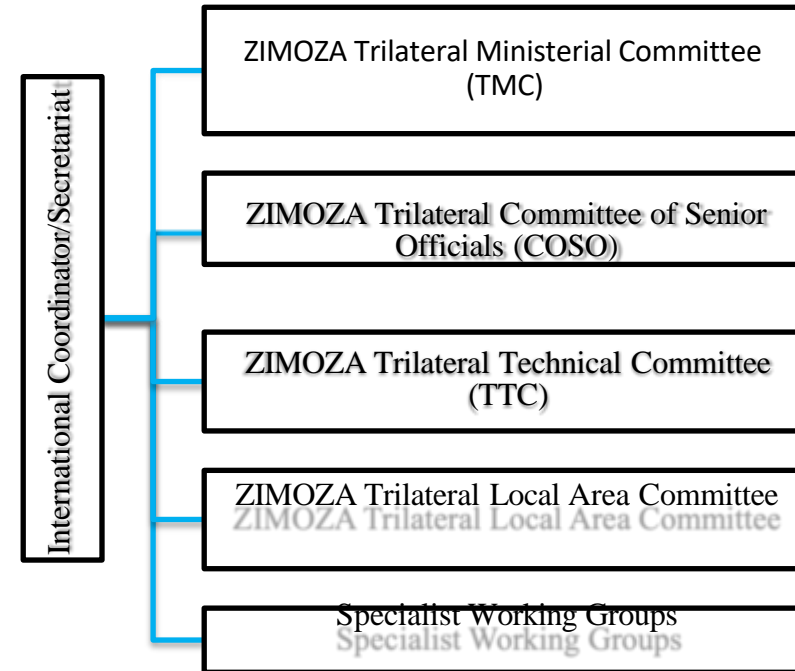 International Coordinator/Secretariat
ZIMOZA Trilateral Ministerial Committee
(TMC)
ZIMOZA Trilateral Committee of Senior
Officials (COSO)
ZIMOZA Trilateral Technical Committee
(TTC)
ZIMOZA Trilateral Local Area Committee
Specialist Working Groups